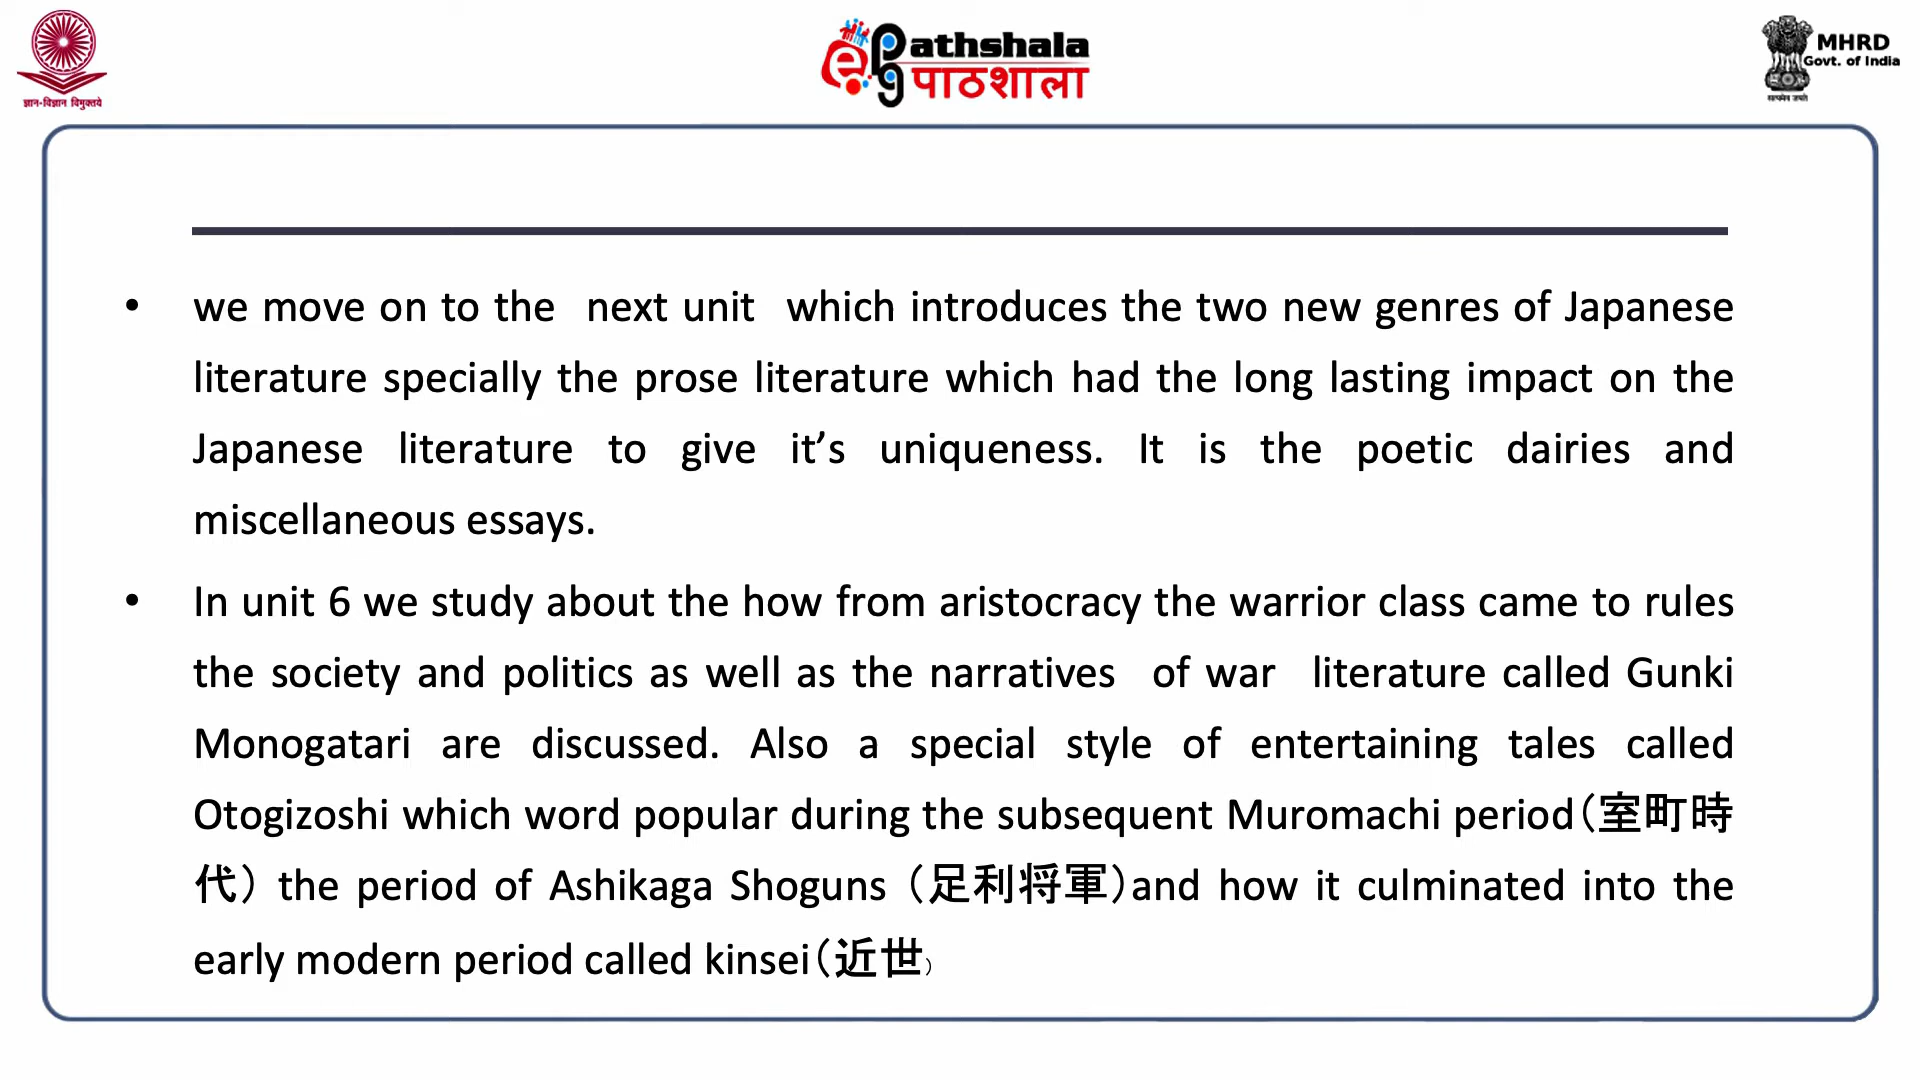 ज्ञान-विज्ञान विमुक्तये
e Pathshala
पाठशाला
MHRD
Govt. of India
सत्यमेव जयते
• we move on to the next unit which introduces the two new genres of Japanese
literature specially the prose literature which had the long lasting impact on the
Japanese literature to give it’s uniqueness. It is the poetic dairies and
miscellaneous essays.
• In unit 6 we study about the how from aristocracy the warrior class came to rules
the society and politics as well as the narratives of war literature called Gunki
Monogatari are discussed. Also a special style of entertaining tales called
Otogizoshi which word popular during the subsequent Muromachi period（室町時
代） the period of Ashikaga Shoguns （足利将軍）and how it culminated into the
early modern period called kinsei（近世）